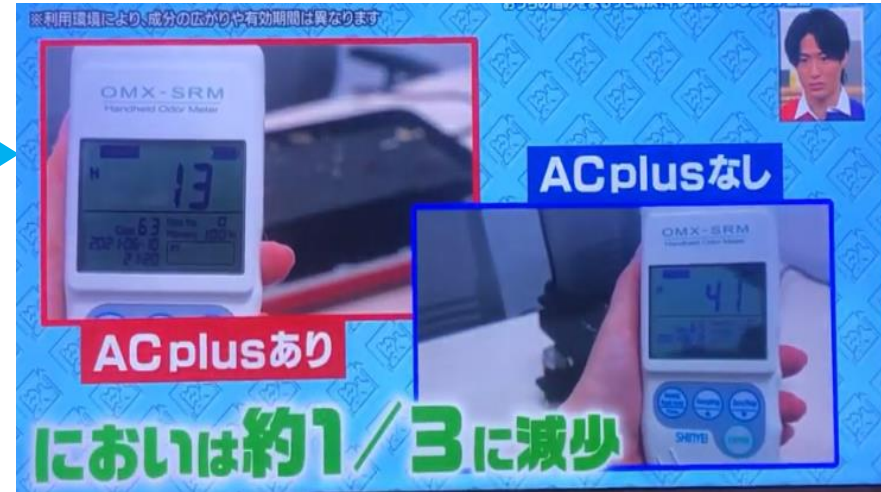 ※利用環境により、成分の広がりや有効期間は異なります
OMX-SRM
Handheld Odor Meter
13
63
2021-06-10
21:20
ACplusあり
ACplusなし
OMX-SRM
Handheld Odor Meter
41
SHINYEI
においは約1/3に減少